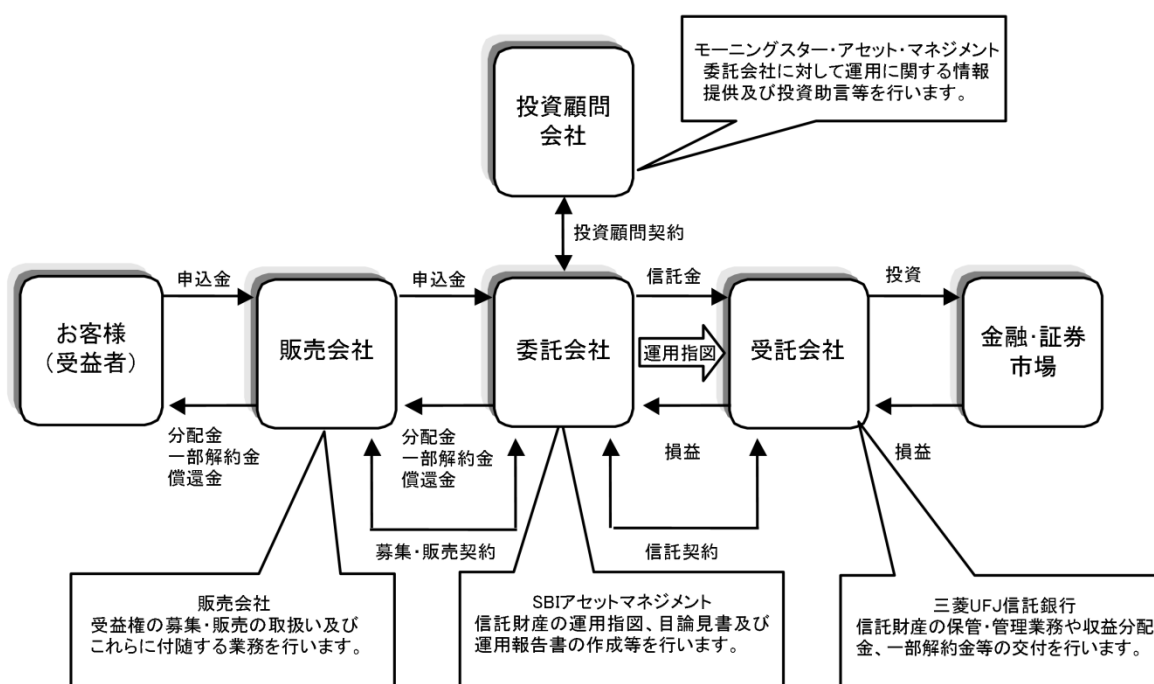 モーニングスター・アセット・マネジメント
委託会社に対して運用に関する情報
提供及び投資助言等を行います。
投資顧問
会社
投資顧問契約
申込金
申込金
信託金
投資
お客様
(受益者)
販売会社
委託会社
運用指図
受託会社
金融・証券
市場
分配金
一部解約金
償還金
分配金
一部解約金
償還金
損益
損益
募集・販売契約
信託契約
販売会社
受益権の募集・販売の取扱い及び
これらに付随する業務を行います。
SBIアセットマネジメント
信託財産の運用指図、目論見書及び
運用報告書の作成等を行います。
三菱UFJ信託銀行
信託財産の保管・管理業務や収益分配
金、一部解約金等の交付を行います。